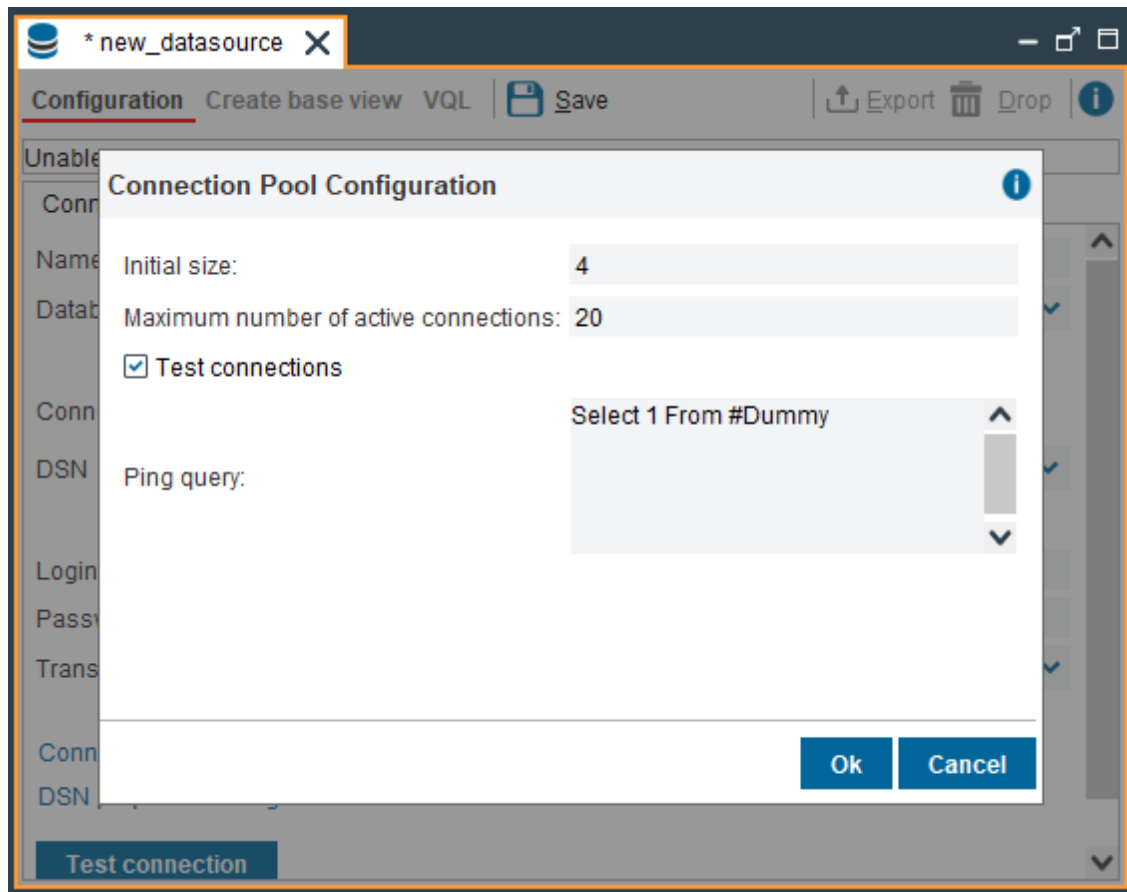 * new_datasource
Configuration Create base view VQL Save Export Drop
Unable
Connection Pool Configuration
Conn
Name
Initial size: 4
Datab
Maximum number of active connections: 20
Test connections
Conn
Select 1 From #Dummy
DSN
Ping query:
Login
Passw
Trans
Conn
Ok Cancel
DSN
Test connection